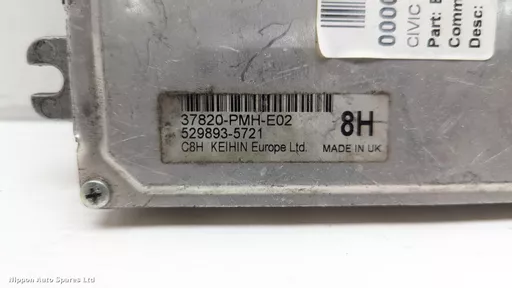 0000
CIVIC
Part: E
Comm
Desc:
37820-PMH-E02
529893-5721
C8H KEIHIN Europe Ltd.
8H
MADE IN UK
Nippon Auto Spares Ltd